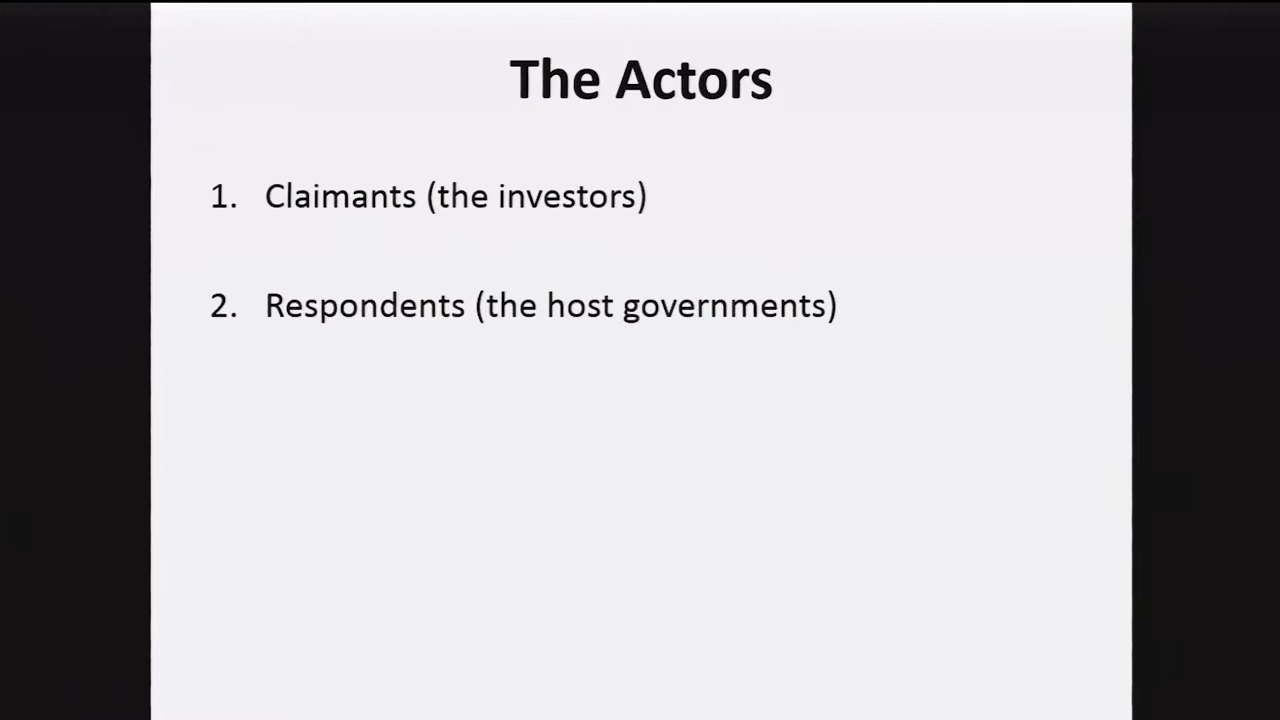 The Actors
1. Claimants (the investors)
2. Respondents (the host governments)